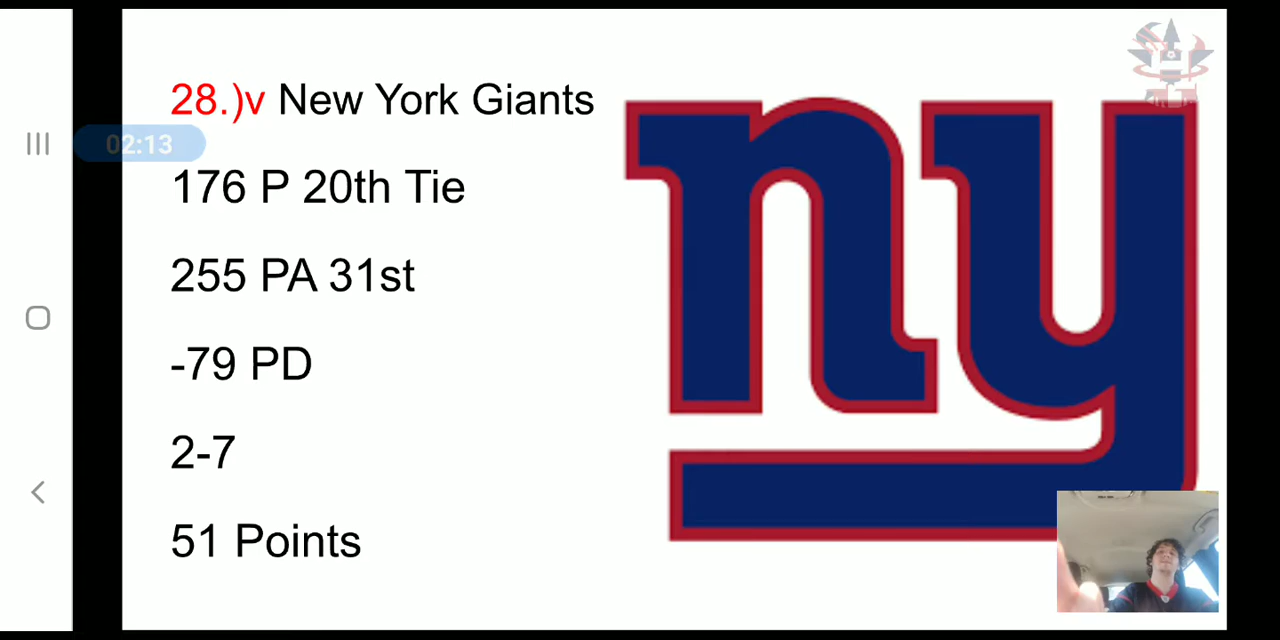 28.)v New York Giants
02:13
176 P 20th Tie
255 PA 31st
-79 PD
2-7
51 Points
ny